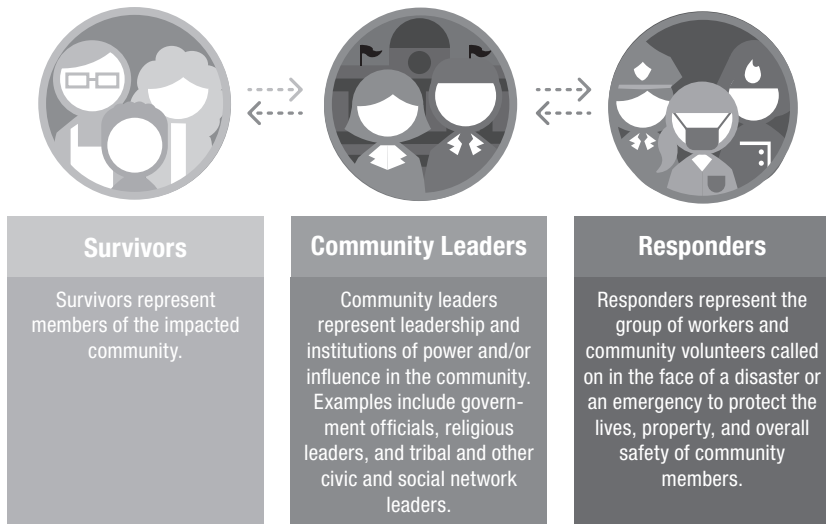 Survivors
Survivors represent
members of the impacted
community.
Community Leaders
Community leaders
represent leadership and
institutions of power and/or
influence in the community.
Examples include govern-
ment officials, religious
leaders, and tribal and other
civic and social network
leaders.
Responders
Responders represent the
group of workers and
community volunteers called
on in the face of a disaster or
an emergency to protect the
lives, property, and overall
safety of community
members.